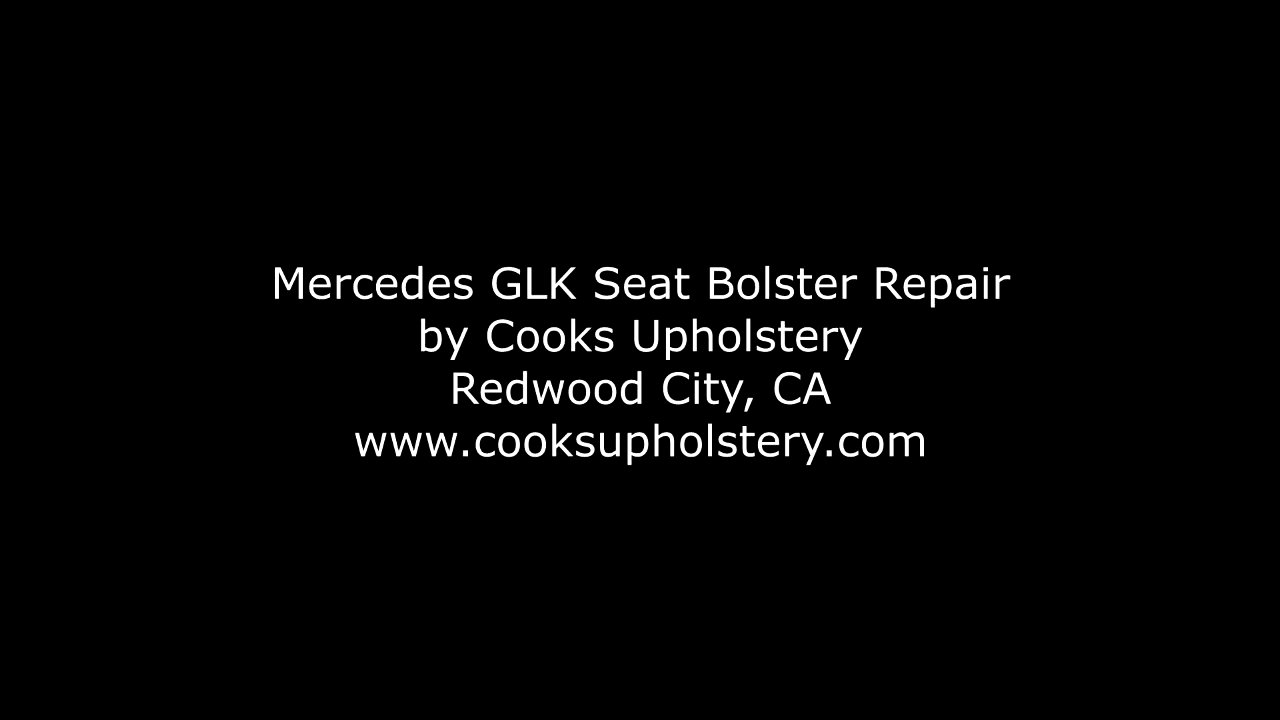 Mercedes GLK Seat Bolster Repair
by Cooks Upholstery
Redwood City, CA
www.cooksupholstery.com